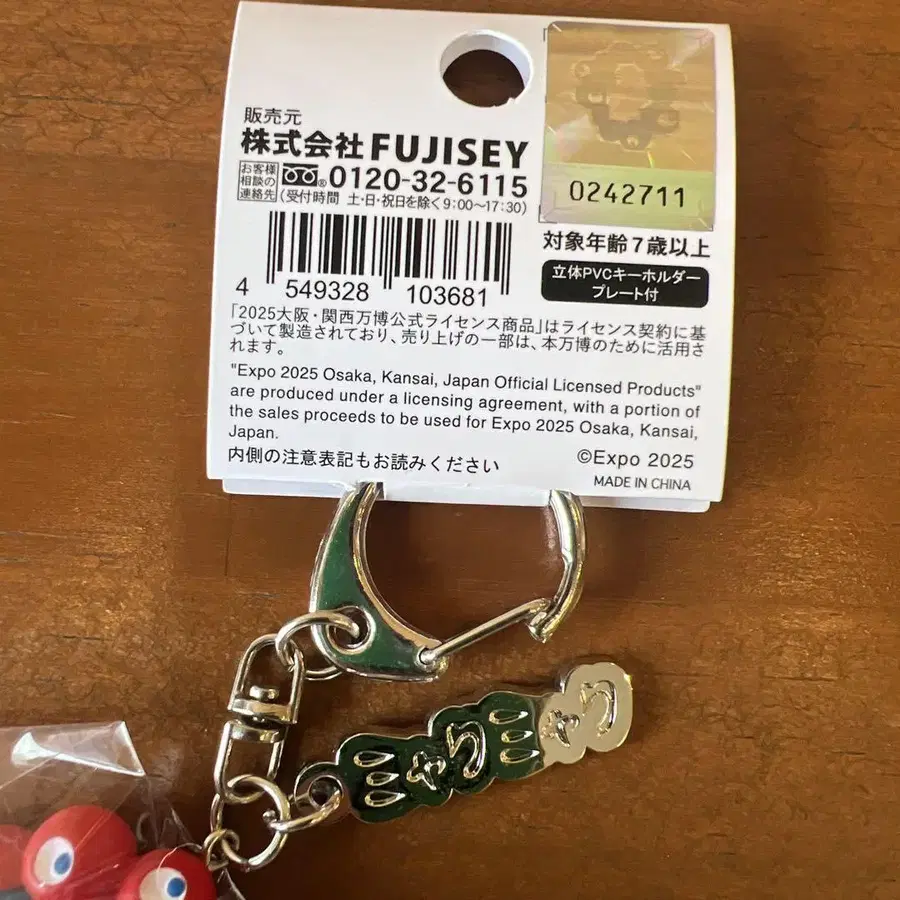 販売元
株式会社FUJISEY
お客様
相談の
連絡先
0120-32-6115
(受付時間 土・日・祝日を除く9:00〜17:30)
0242711
対象年齢7歳以上
立体PVCキーホルダー
プレート付
4 549328 103681
「2025大阪・関西万博公式ライセンス商品」はライセンス契約に基
づいて製造されており、売り上げの一部は、本万博のために活用さ
れます。
"Expo 2025 Osaka, Kansai, Japan Official Licensed Products"
are produced under a licensing agreement, with a portion of
the sales proceeds to be used for Expo 2025 Osaka, Kansai,
Japan.
内側の注意表記もお読みください
©Expo 2025
MADE IN CHINA